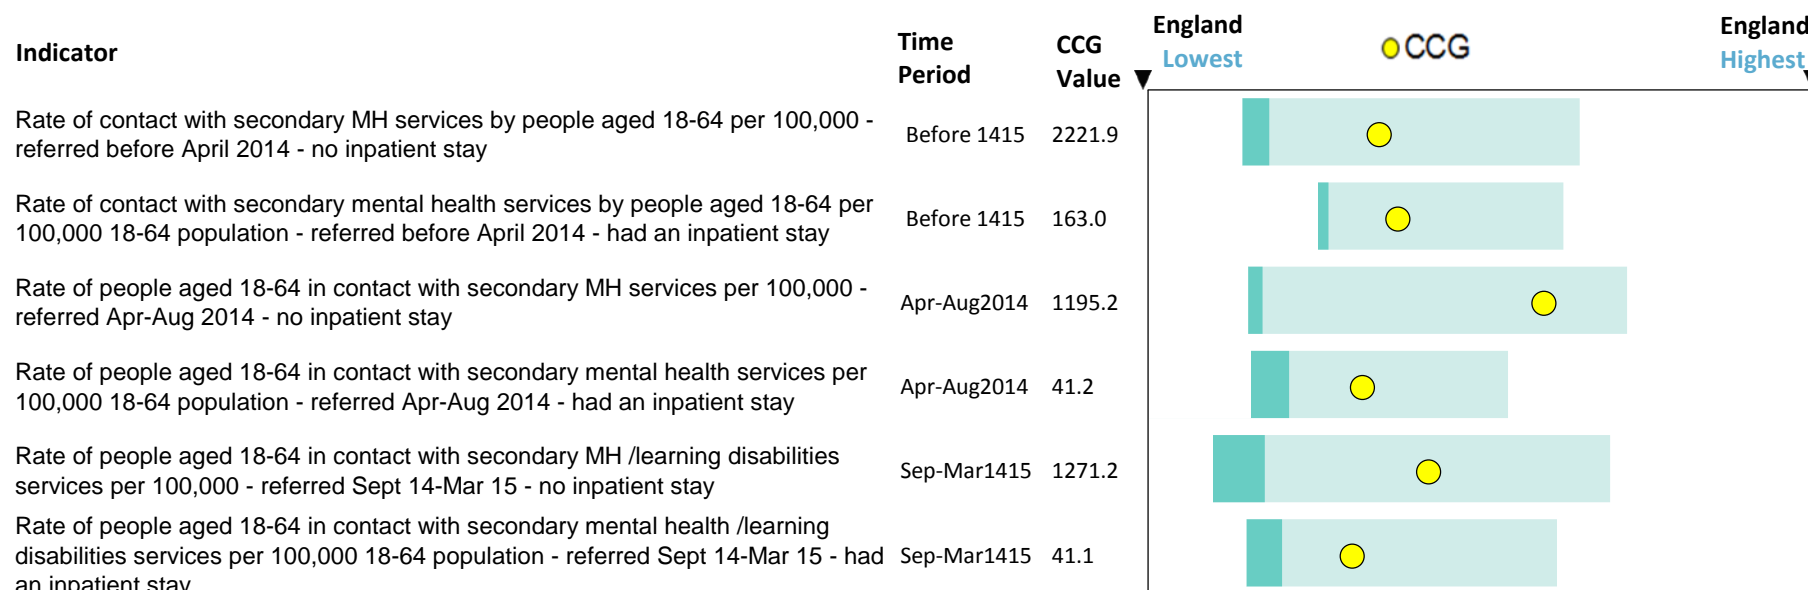 Indicator
Time
Period
CCG
Value
England
Lowest
CCG
England
Highest
Rate of contact with secondary MH services by people aged 18-64 per 100,000 -
referred before April 2014 - no inpatient stay
Before 1415
2221.9
Rate of contact with secondary mental health services by people aged 18-64 per
100,000 18-64 population - referred before April 2014 - had an inpatient stay
Before 1415
163.0
Rate of people aged 18-64 in contact with secondary MH services per 100,000 -
referred Apr-Aug 2014 - no inpatient stay
Apr-Aug2014
1195.2
Rate of people aged 18-64 in contact with secondary mental health services per
100,000 18-64 population - referred Apr-Aug 2014 - had an inpatient stay
Apr-Aug2014
41.2
Rate of people aged 18-64 in contact with secondary MH /learning disabilities
services per 100,000 - referred Sept 14-Mar 15 - no inpatient stay
Sep-Mar1415
1271.2
Rate of people aged 18-64 in contact with secondary mental health /learning
disabilities services per 100,000 18-64 population - referred Sept 14-Mar 15 - had
an inpatient stay
Sep-Mar1415
41.1